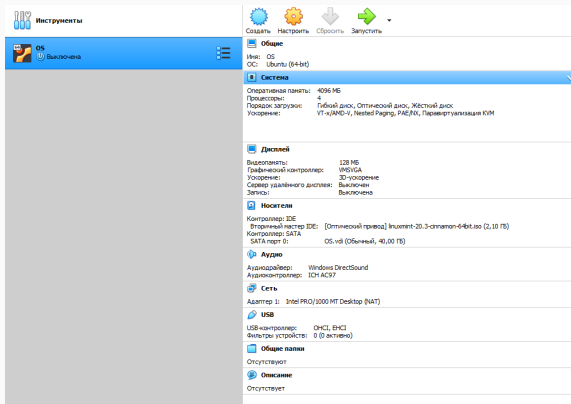 Инструменты
Создать Настроить Сбросить Запустить
OS
Выключена
Общие
Имя: OS
ОС: Ubuntu (64-bit)
Система
Оперативная память: 4096 МБ
Процессоры: 4
Порядок загрузки: Гибкий диск, Оптический диск, Жёсткий диск
Ускорение: VT-x/AMD-V, Nested Paging, PAE/NX, Паравиртуализация KVM
Дисплей
Видеопамять: 128 МБ
Графический контроллер: VMSVGA
Ускорение: 3D-ускорение
Сервер удалённого дисплея: Выключен
Запись: Выключена
Носители
Контроллер: IDE
Вторичный мастер IDE: [Оптический привод] linuxmint-20.3-cinnamon-64bit.iso (2,10 ГБ)
Контроллер: SATA
SATA порт 0: OS.vdi (Обычный, 40,00 ГБ)
Аудио
Аудиодрайвер: Windows DirectSound
Аудиоконтроллер: ICH AC97
Сеть
Адаптер 1: Intel PRO/1000 MT Desktop (NAT)
USB
USB-контроллер: OHCI, EHCI
Фильтры устройств: 0 (0 активно)
Общие папки
Отсутствуют
Описание
Отсутствует